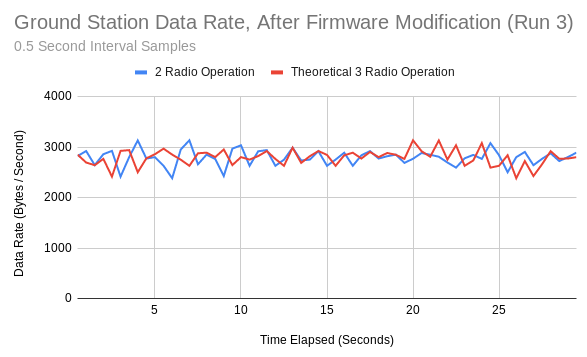 Ground Station Data Rate, After Firmware Modification (Run 3)
0.5 Second Interval Samples
2 Radio Operation Theoretical 3 Radio Operation
4000
3000
2000
1000
0
Data Rate (Bytes / Second)
5 10 15 20 25
Time Elapsed (Seconds)